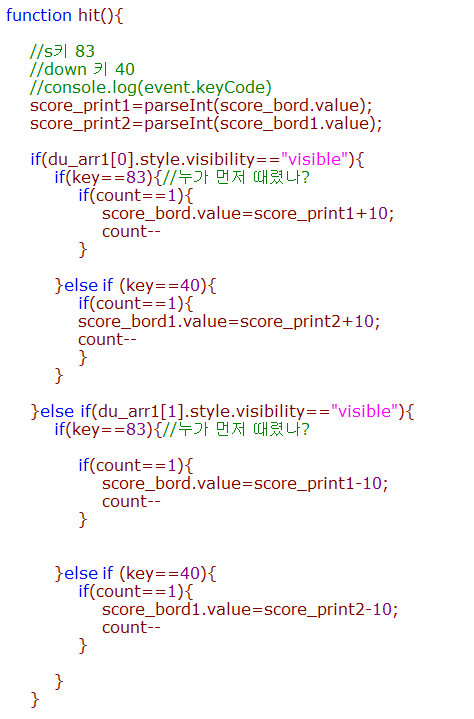 function hit(){
//s키 83
//down 키 40
//console.log(event.keyCode)
score_print1=parseInt(score_bord.value);
score_print2=parseInt(score_bord1.value);
if(du_arr1[0].style.visibility=="visible"){
if(key==83){//누가 먼저 때렸나?
if(count==1){
score_bord.value=score_print1+10;
count--
}
}else if (key==40){
if(count==1){
score_bord1.value=score_print2+10;
count--
}
}
}else if(du_arr1[1].style.visibility=="visible"){
if(key==83){//누가 먼저 때렸나?
if(count==1){
score_bord.value=score_print1-10;
count--
}
}else if (key==40){
if(count==1){
score_bord1.value=score_print2-10;
count--
}
}
}